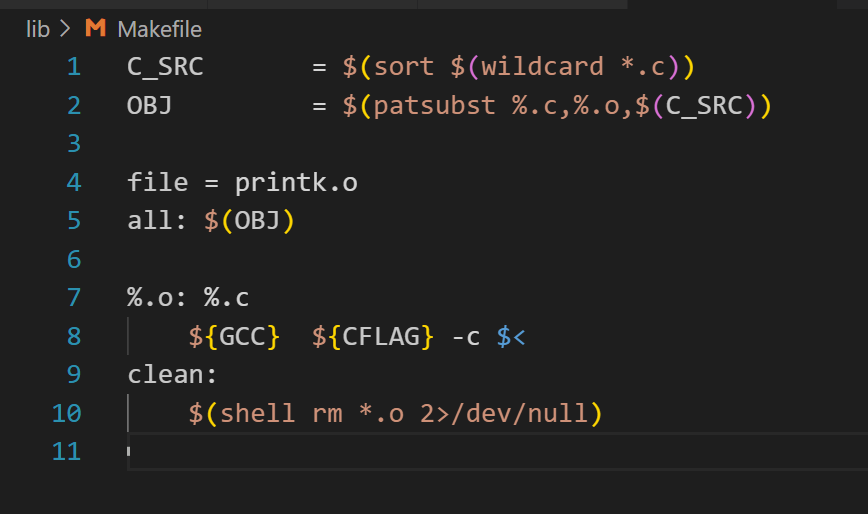 lib > M Makefile
1 C_SRC       = $(sort $(wildcard *.c))
2 OBJ         = $(patsubst %.c,%.o,$(C_SRC))
3
4 file = printk.o
5 all: $(OBJ)
6
7 %.o: %.c
8     ${GCC}  ${CFLAG} -c $<
9 clean:
10     $(shell rm *.o 2>/dev/null)
11